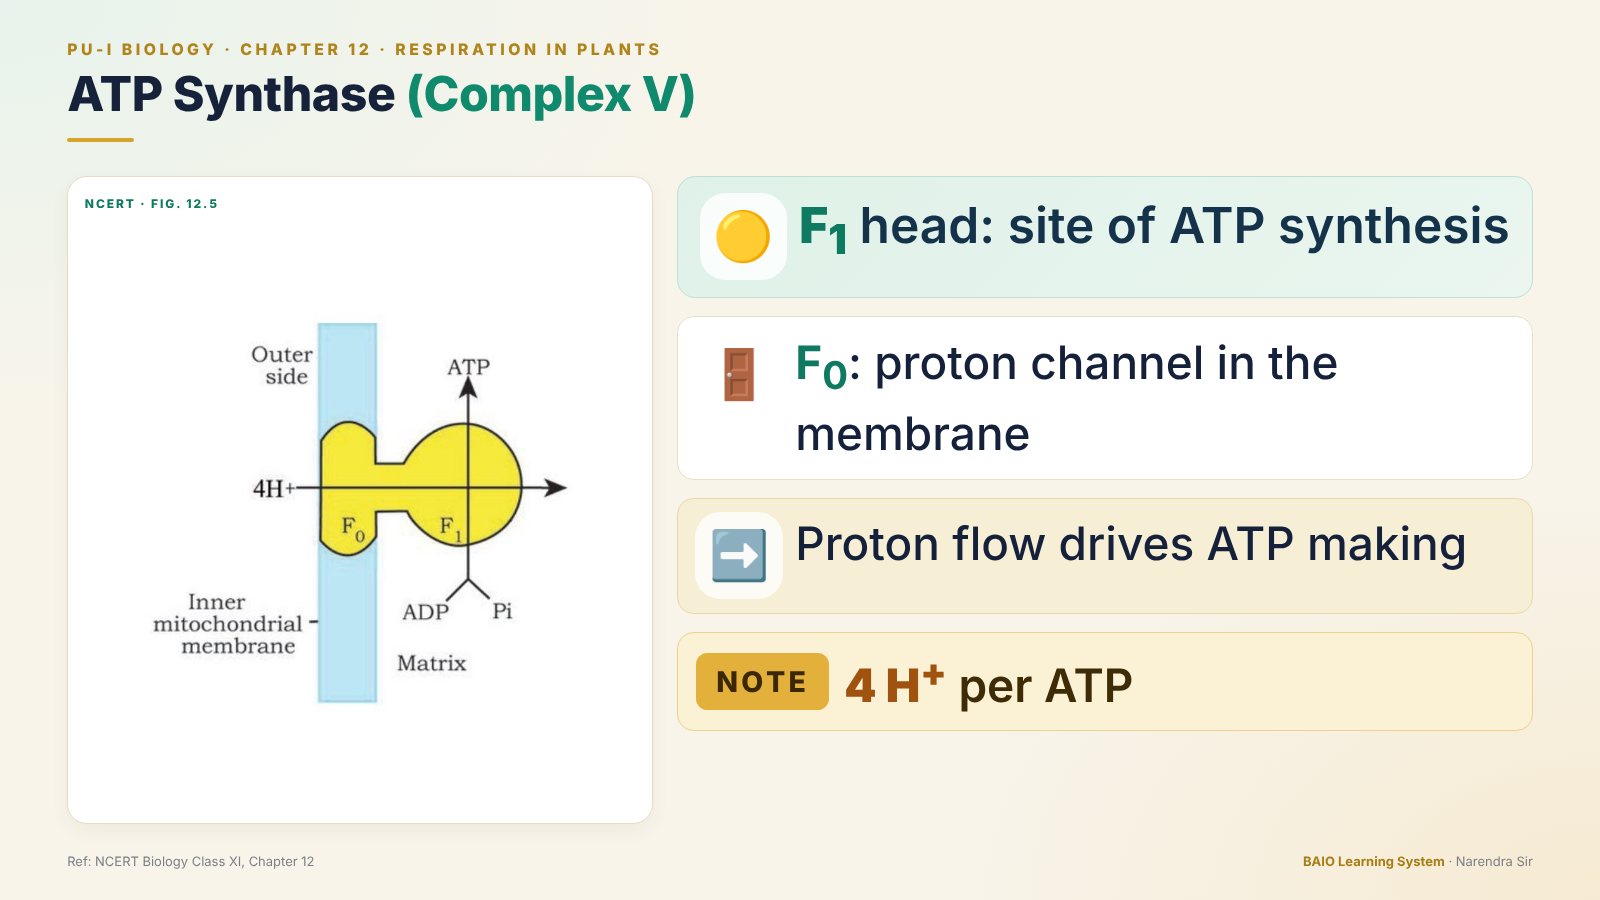 PU-I BIOLOGY · CHAPTER 12 · RESPIRATION IN PLANTS
ATP Synthase (Complex V)
NCERT · FIG. 12.5
Outer
side
ATP
4H+
F0
F1
Inner
mitochondrial
membrane
ADP
Pi
Matrix
F1 head: site of ATP synthesis
F0: proton channel in the
membrane
Proton flow drives ATP making
NOTE 4 H⁺ per ATP
Ref: NCERT Biology Class XI, Chapter 12
BAIO Learning System · Narendra Sir